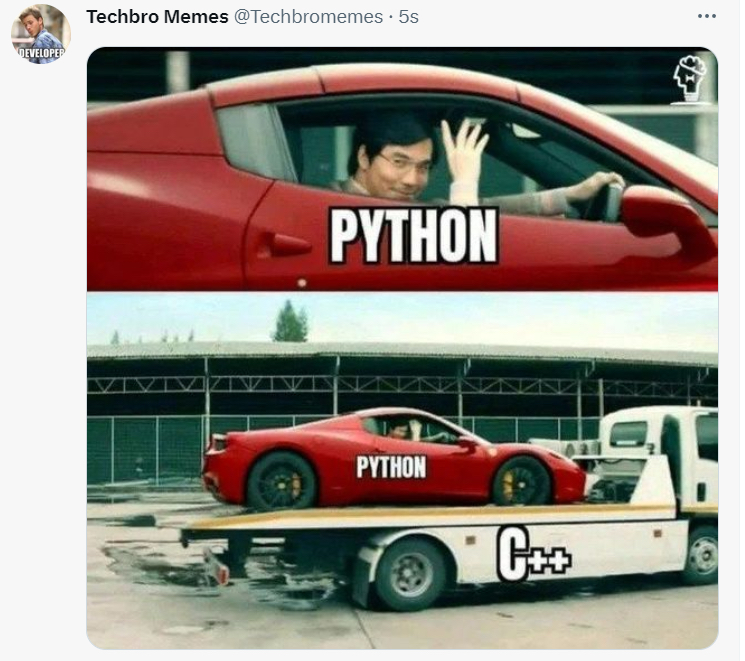 Techbro Memes @Techbromemes · 5s
DEVELOPER
PYTHON
PYTHON
C++